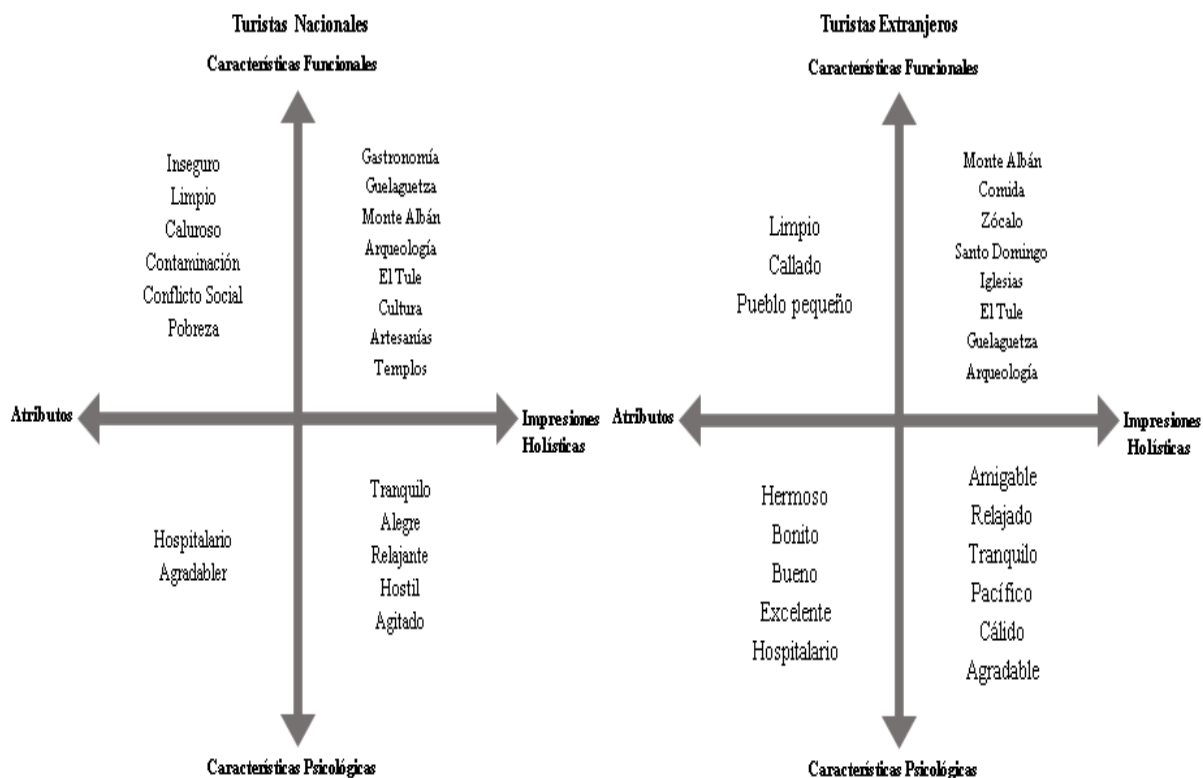 Turistas Nacionales
Características Funcionales
Inseguro
Limpio
Caluroso
Contaminación
Conflicto Social
Pobreza
Gastronomía
Guelaguetza
Monte Albán
Arqueología
El Tule
Cultura
Artesanías
Templos
Atributos
Impresiones
Holísticas
Hospitalario
Agradabler
Tranquilo
Alegre
Relajante
Hostil
Agitado
Características Psicológicas
Turistas Extranjeros
Características Funcionales
Limpio
Callado
Pueblo pequeño
Monte Albán
Comida
Zócalo
Santo Domingo
Iglesias
El Tule
Guelaguetza
Arqueología
Atributos
Impresiones
Holísticas
Hermoso
Bonito
Bueno
Excelente
Hospitalario
Amigable
Relajado
Tranquilo
Pacífico
Cálido
Agradable
Características Psicológicas